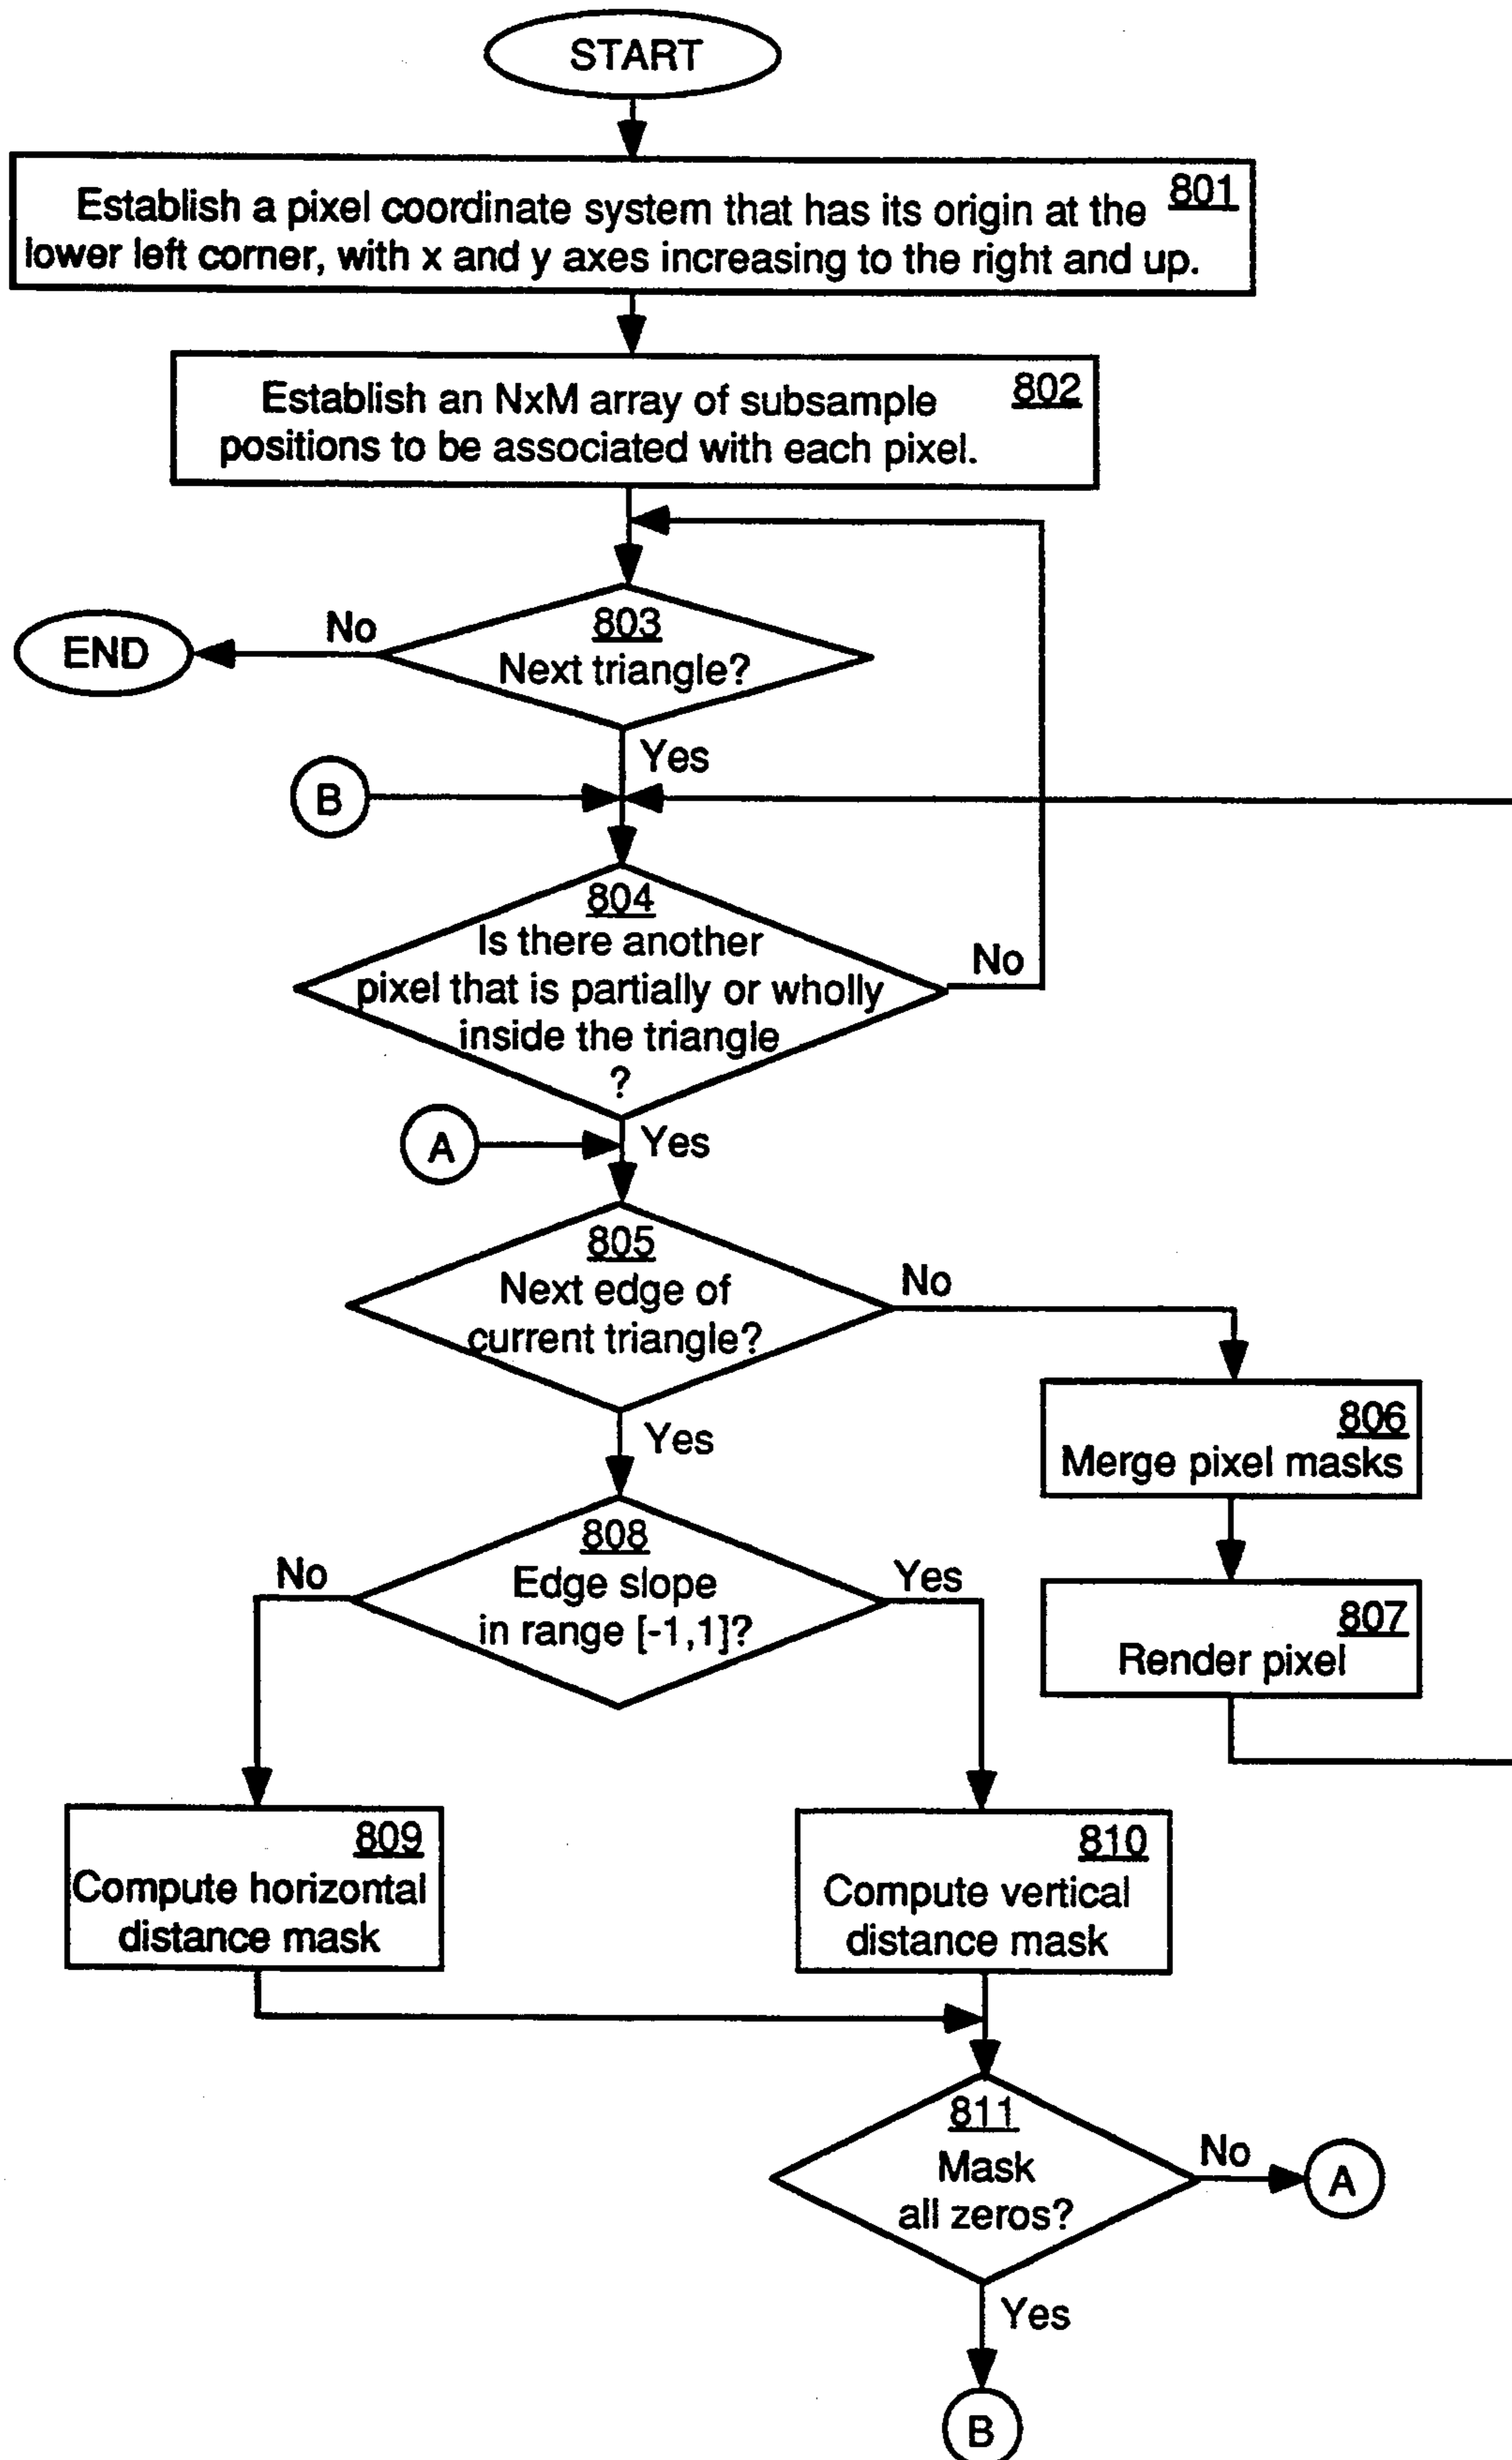 START
801
Establish a pixel coordinate system that has its origin at the
lower left corner, with x and y axes increasing to the right and up.
802
Establish an NxM array of subsample
positions to be associated with each pixel.
803
Next triangle?
No
END
Yes
B
804
Is there another
pixel that is partially or wholly
inside the triangle
?
No
A
Yes
805
Next edge of
current triangle?
No
Yes
806
Merge pixel masks
807
Render pixel
808
Edge slope
in range [-1,1]?
No
Yes
809
Compute horizontal
distance mask
810
Compute vertical
distance mask
811
Mask
all zeros?
No
A
Yes
B